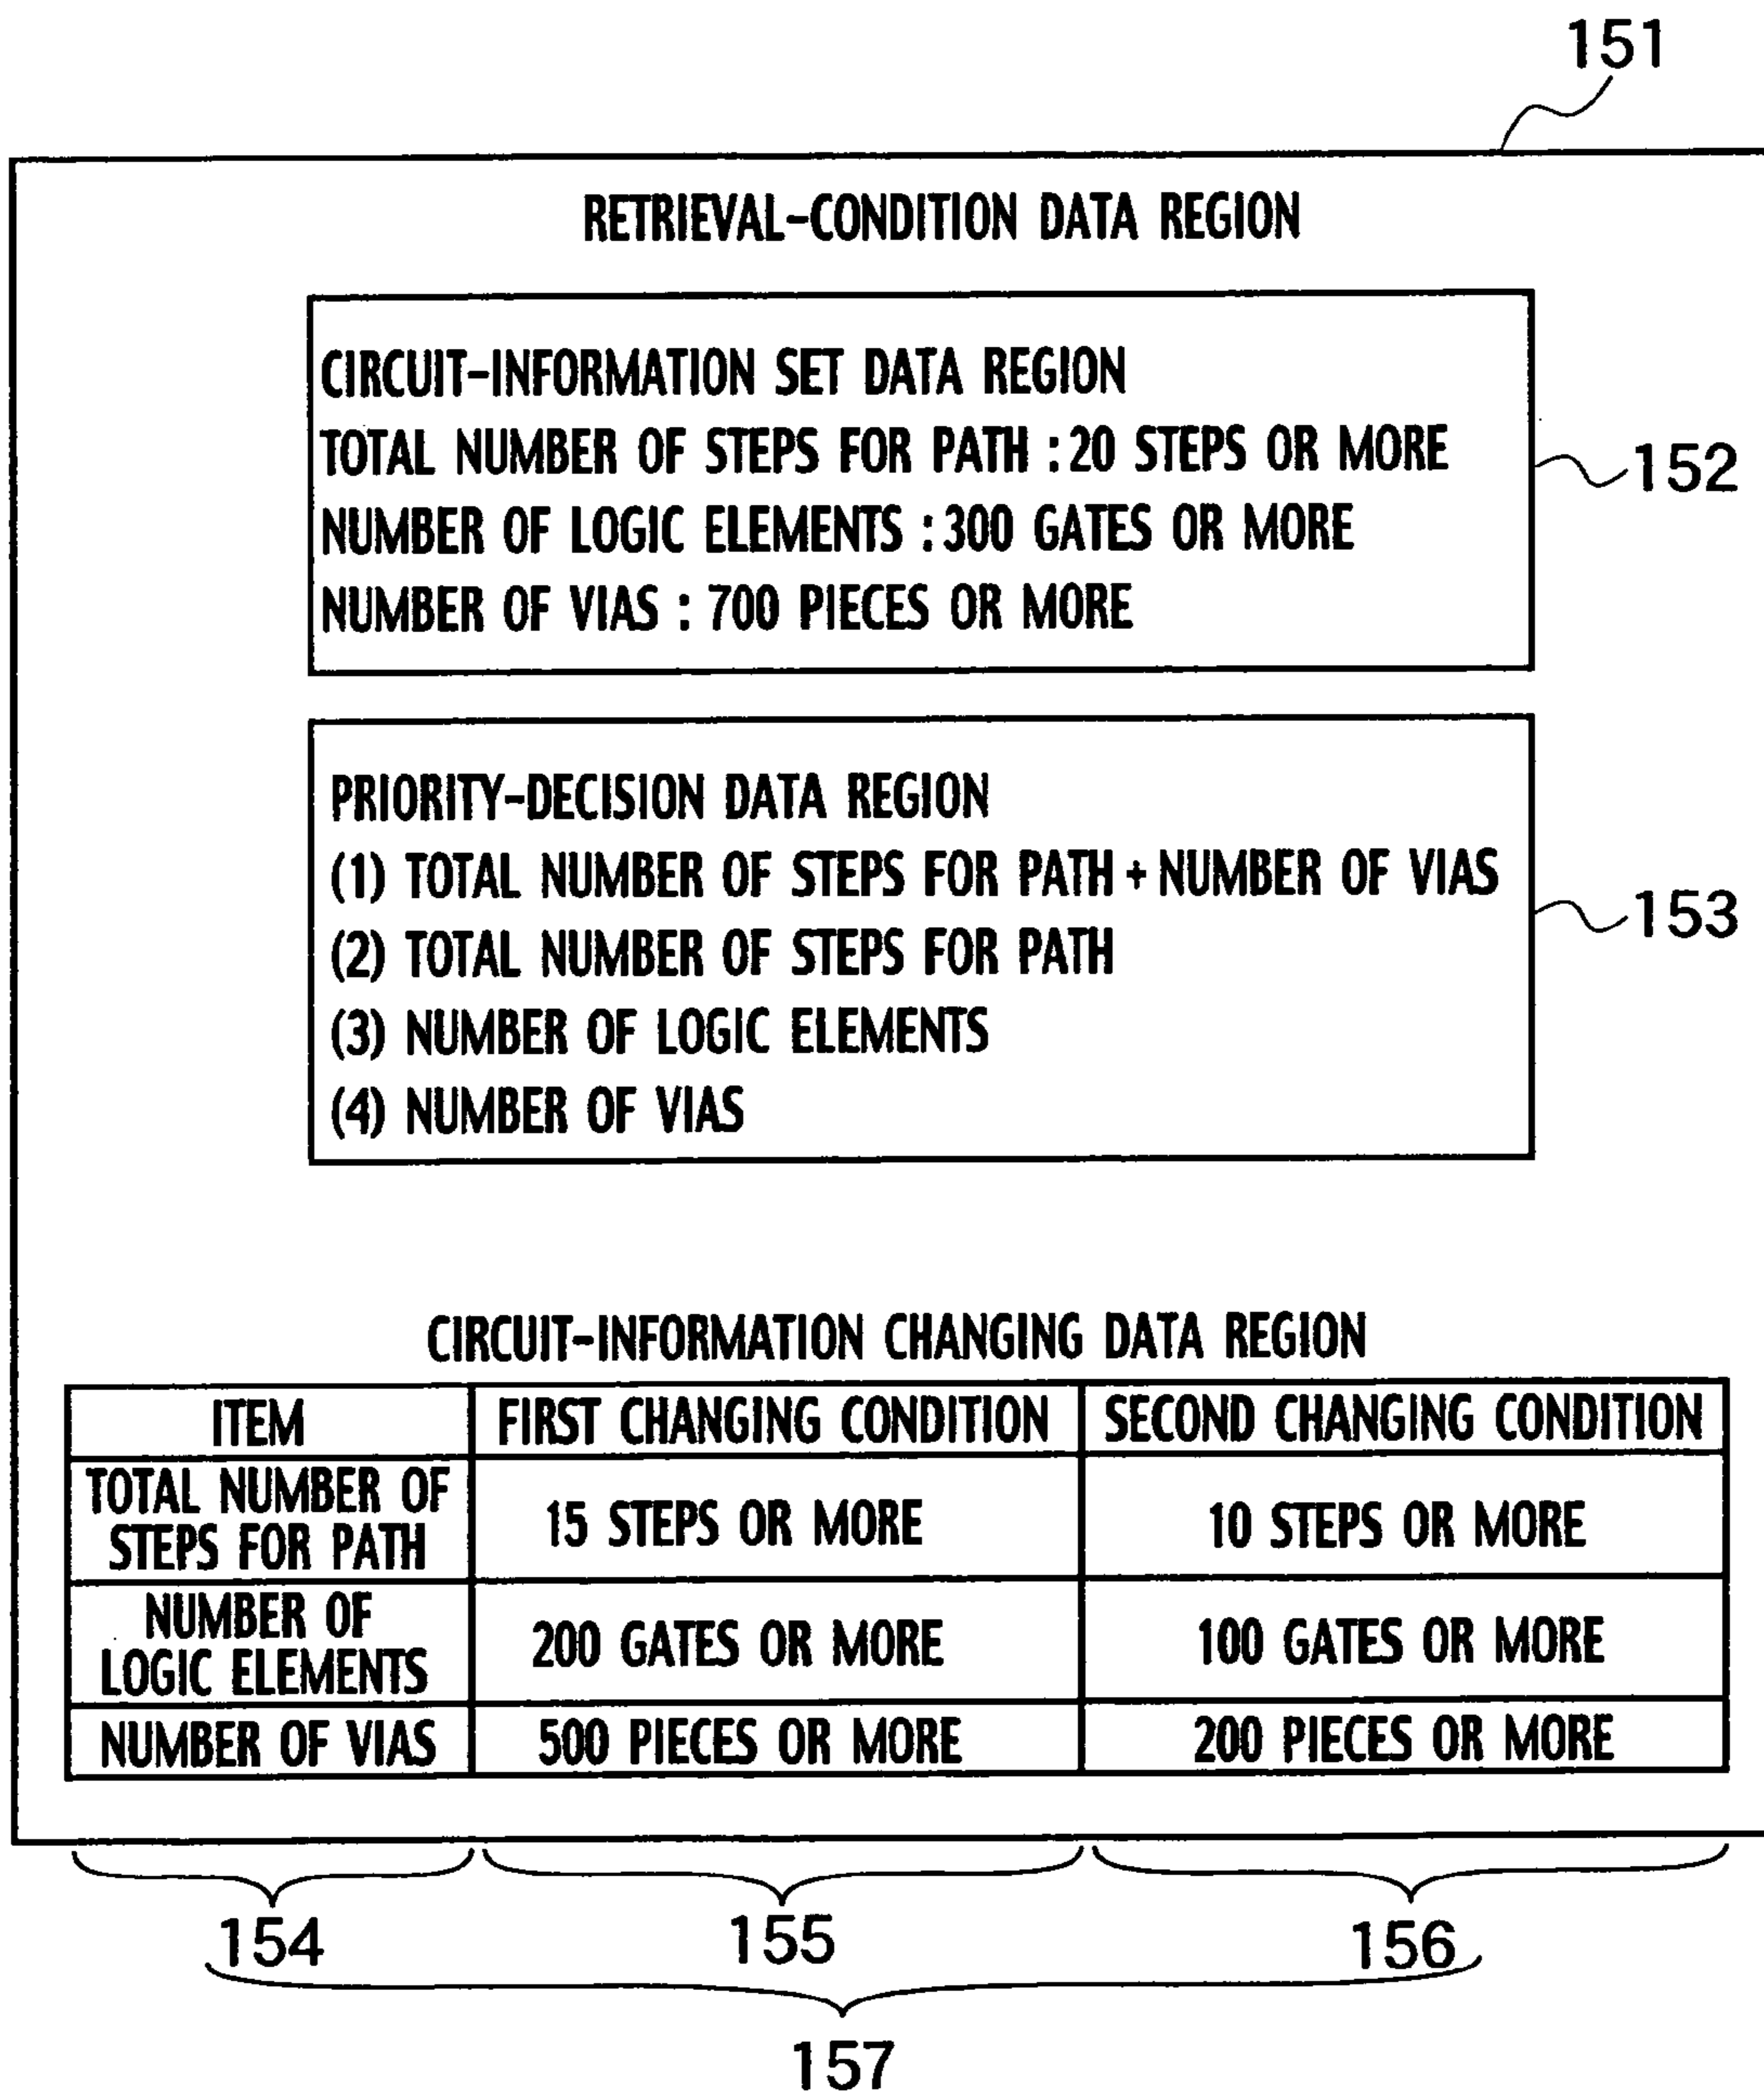 151
RETRIEVAL-CONDITION DATA REGION
CIRCUIT-INFORMATION SET DATA REGION
TOTAL NUMBER OF STEPS FOR PATH : 20 STEPS OR MORE
NUMBER OF LOGIC ELEMENTS : 300 GATES OR MORE
NUMBER OF VIAS : 700 PIECES OR MORE
152
PRIORITY-DECISION DATA REGION
(1) TOTAL NUMBER OF STEPS FOR PATH + NUMBER OF VIAS
(2) TOTAL NUMBER OF STEPS FOR PATH
(3) NUMBER OF LOGIC ELEMENTS
(4) NUMBER OF VIAS
153
CIRCUIT-INFORMATION CHANGING DATA REGION
ITEM FIRST CHANGING CONDITION SECOND CHANGING CONDITION
TOTAL NUMBER OF
STEPS FOR PATH
15 STEPS OR MORE 10 STEPS OR MORE
NUMBER OF
LOGIC ELEMENTS
200 GATES OR MORE 100 GATES OR MORE
NUMBER OF VIAS 500 PIECES OR MORE 200 PIECES OR MORE
154 155 156
157